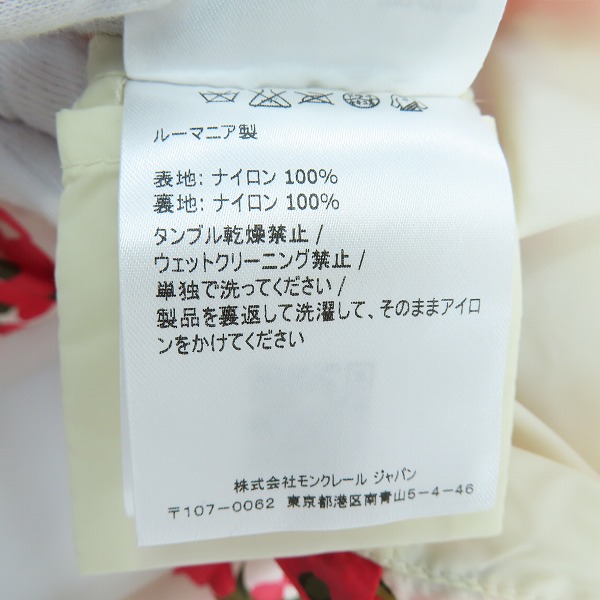 ルーマニア製
表地: ナイロン 100%
裏地: ナイロン 100%
タンブル乾燥禁止 /
ウェットクリーニング禁止 /
単独で洗ってください /
製品を裏返して洗濯して、そのままアイロ
ンをかけてください
株式会社モンクレール ジャパン
〒107-0062 東京都港区南青山5-4-46